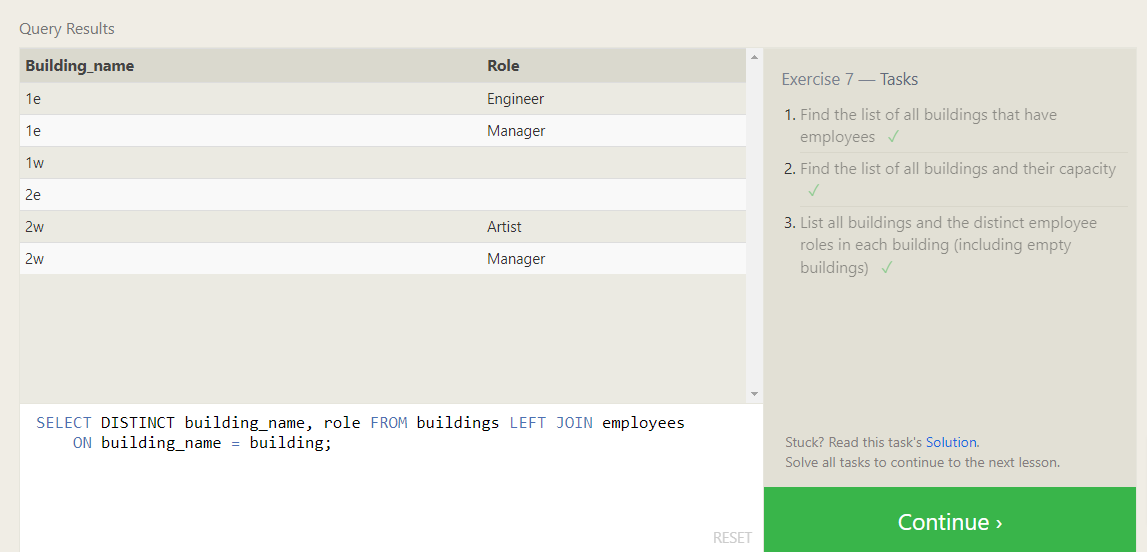 Query Results
Building_name Role
1e Engineer
1e Manager
1w
2e
2w Artist
2w Manager
SELECT DISTINCT building_name, role FROM buildings LEFT JOIN employees
ON building_name = building;
RESET
Exercise 7 — Tasks
1. Find the list of all buildings that have
employees ✓
2. Find the list of all buildings and their capacity
✓
3. List all buildings and the distinct employee
roles in each building (including empty
buildings) ✓
Stuck? Read this task's Solution.
Solve all tasks to continue to the next lesson.
Continue ›